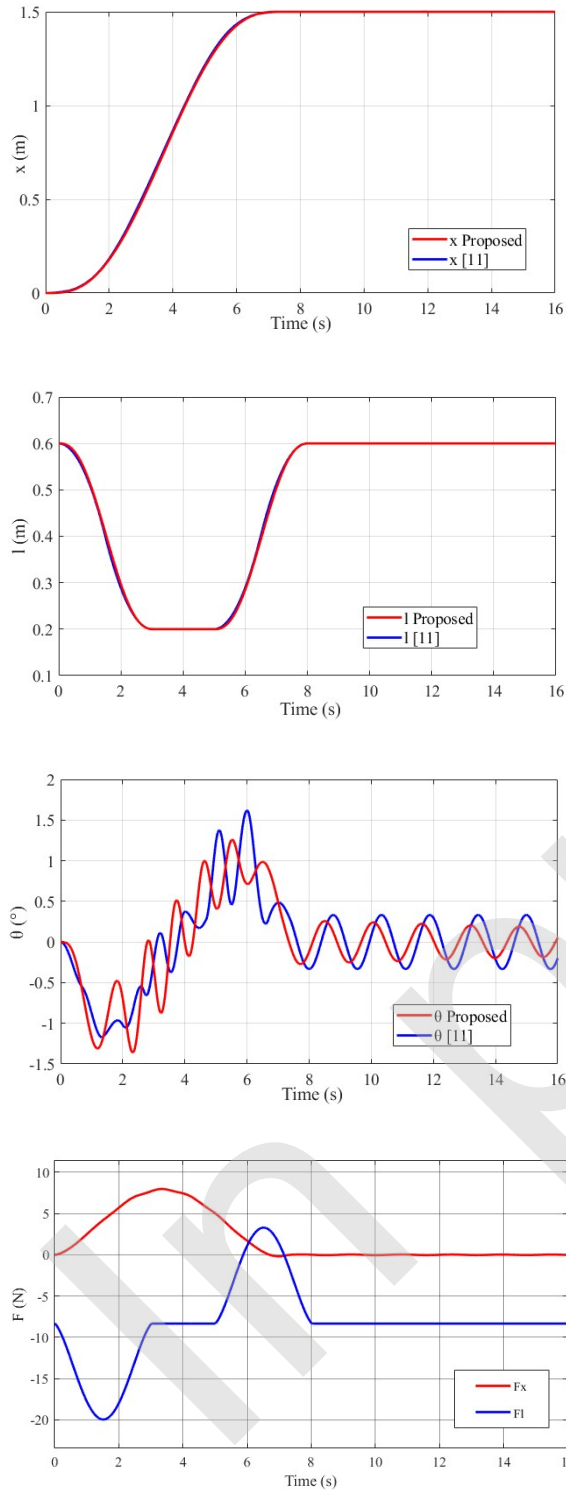 1.5
1
0.5
0
x (m)
x Proposed
x [11]
0 2 4 6 8 10 12 14 16
Time (s)
0.7
0.6
0.5
0.4
0.3
0.2
0.1
l (m)
l Proposed
l [11]
0 2 4 6 8 10 12 14 16
Time (s)
2
1.5
1
0.5
0
-0.5
-1
-1.5
θ (°)
θ Proposed
θ [11]
0 2 4 6 8 10 12 14 16
Time (s)
10
5
0
-5
-10
-15
-20
F (N)
Fx
Fl
0 2 4 6 8 10 12 14
Time (s)
In